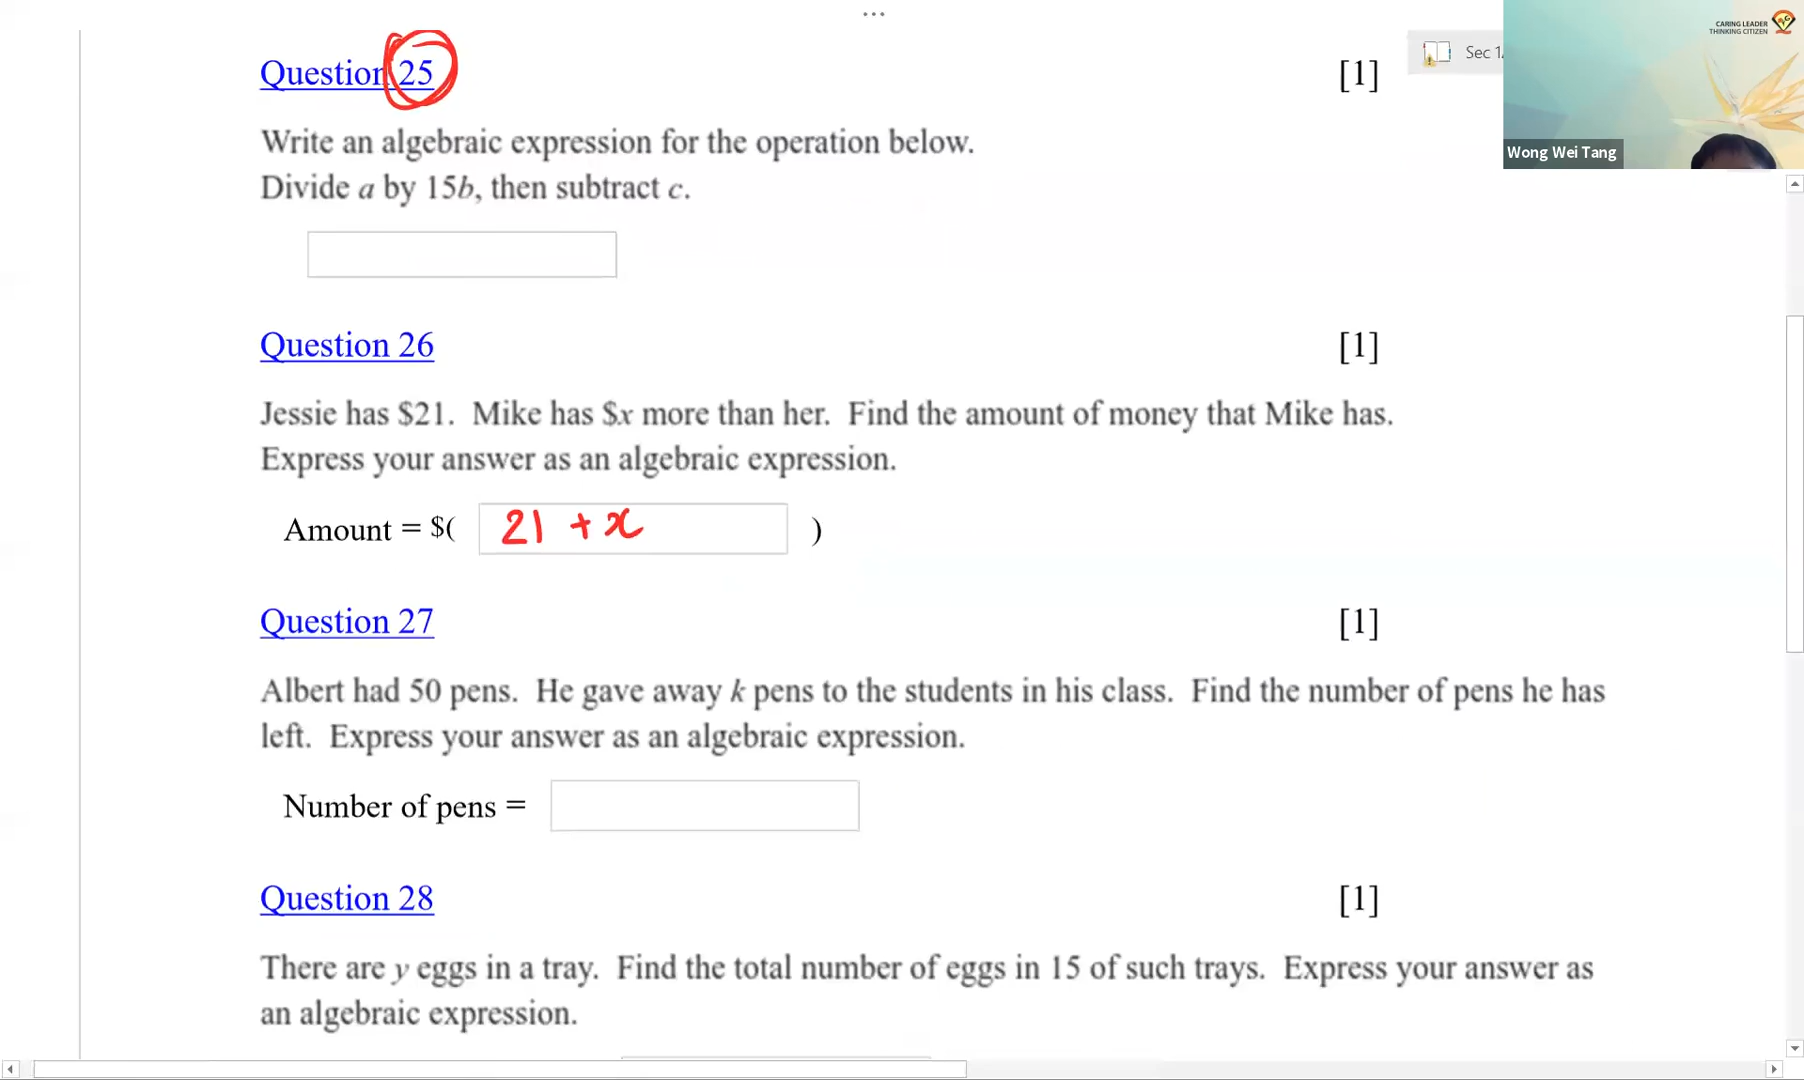 ...
Question 25
[1]
Sec 1
CARING LEADER
THINKING CITIZEN
Wong Wei Tang
Write an algebraic expression for the operation below.
Divide a by 15b, then subtract c.
Question 26
[1]
Jessie has $21. Mike has $x more than her. Find the amount of money that Mike has.
Express your answer as an algebraic expression.
Amount = $( 21 + x )
Question 27
[1]
Albert had 50 pens. He gave away k pens to the students in his class. Find the number of pens he has
left. Express your answer as an algebraic expression.
Number of pens =
Question 28
[1]
There are y eggs in a tray. Find the total number of eggs in 15 of such trays. Express your answer as
an algebraic expression.